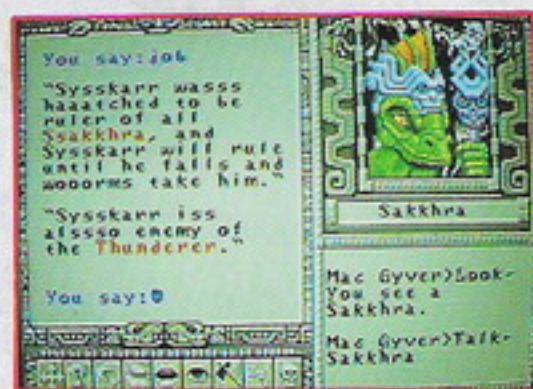 You say:job
"Sysskarr wasss
haaatched to be
ruler of all
Ssakkhra, and
Sysskarr will rule
until he falls and
wooorms take him."
"Sysskarr iss
alssso enemy of
the Thunderer."
You say:
Sakkhra
Mac Gyver>Look-
You see a
Sakkhra.
Mac Gyver>Talk-
Sakkhra